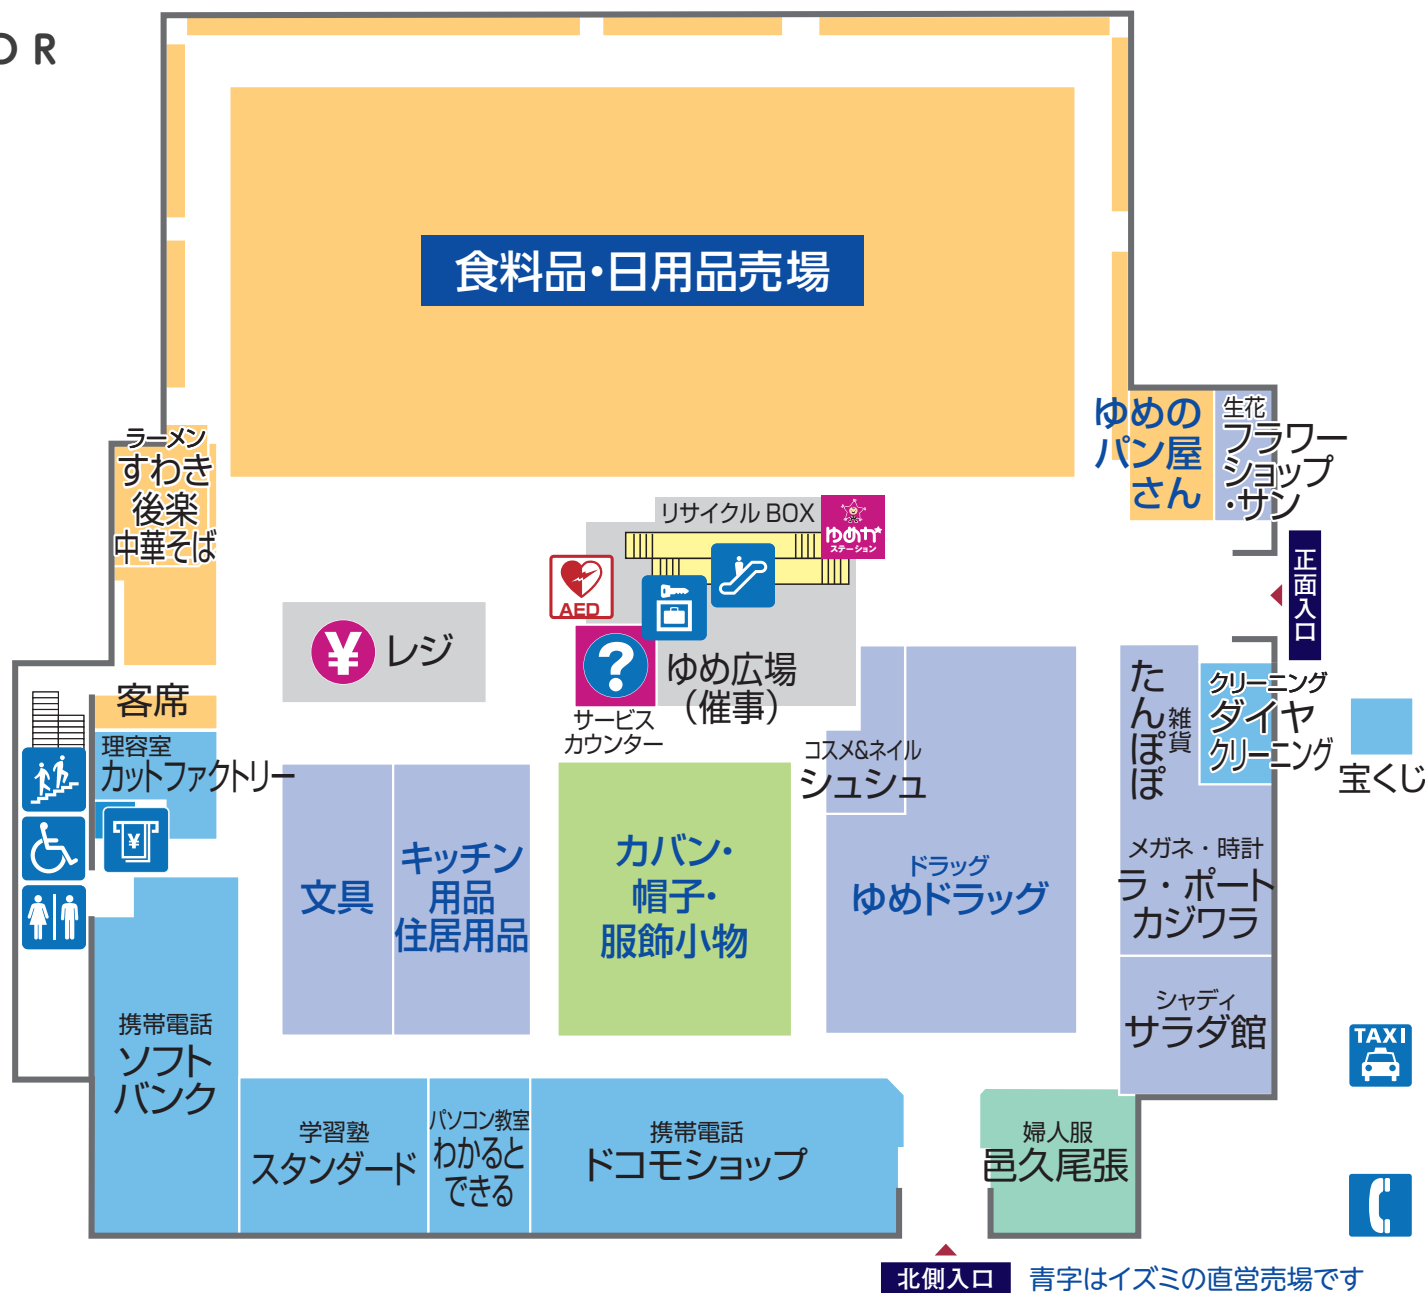 OR
食料品・日用品売場
ゆめの
パン屋
さん
生花
フラワー
ショップ
・サン
ラーメン
すわき
後楽
中華そば
リサイクル BOX
ゆめか
ステーション
AED
正面入口
¥ レジ
?
ゆめ広場
（催事）
サービス
カウンター
客席
理容室
カットファクトリー
¥
コスメ&ネイル
シュシュ
たんぽぽ
雑貨
クリーニング
ダイヤ
クリーニング
宝くじ
文具
キッチン
用品
住居用品
カバン・
帽子・
服飾小物
ドラッグ
ゆめドラッグ
メガネ・時計
ラ・ポート
カジワラ
シャディ
サラダ館
携帯電話
ソフト
バンク
TAXI
学習塾
スタンダード
パソコン教室
わかると
できる
携帯電話
ドコモショップ
婦人服
邑久尾張
北側入口
青字はイズミの直営売場です